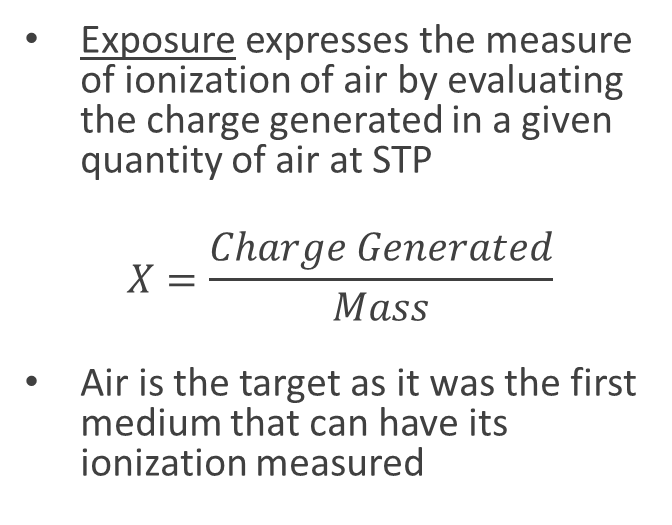 • Exposure expresses the measure
of ionization of air by evaluating
the charge generated in a given
quantity of air at STP
X = Charge Generated / Mass
• Air is the target as it was the first
medium that can have its
ionization measured